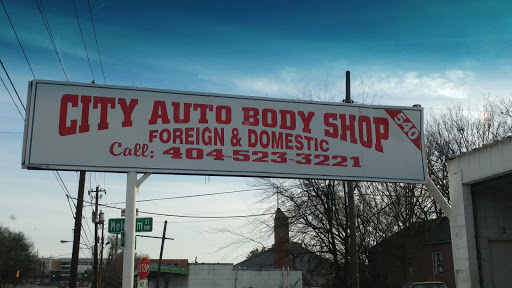 CITY AUTO BODY SHOP
540
FOREIGN & DOMESTIC
Call: 404-523-3221